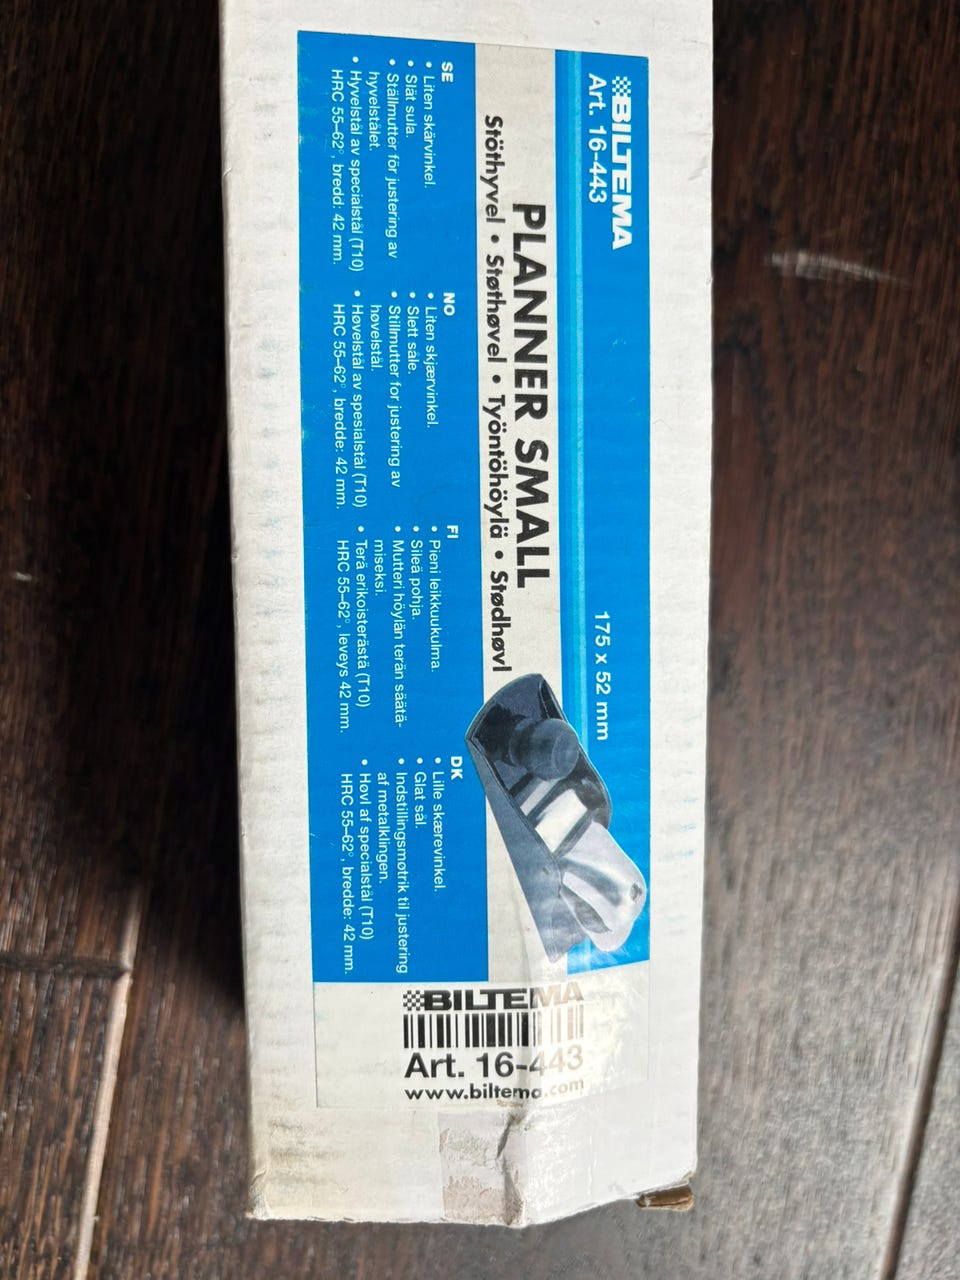 BILTEMA
Art. 16-443
175 x 52 mm
PLANNER SMALL
Stöthyvel • Støthøvel • Työntöhöylä • Stødhøvl
SE
• Liten skärvinkel.
• Slät sula.
• Ställmutter för justering av
hyvelstålet.
• Hyvelstål av specialstål (T10)
HRC 55–62°, bredd: 42 mm.
NO
• Liten skjærvinkel.
• Slett såle.
• Stillmutter for justering av
høvelstål.
• Høvelstål av spesialstål (T10)
HRC 55–62°, bredde: 42 mm.
FI
• Pieni leikkuukulma.
• Sileä pohja.
• Mutteri höylän terän säätä-
miseksi.
• Terä erikoisterästä (T10)
HRC 55–62°, leveys 42 mm.
DK
• Lille skærevinkel.
• Glat sål.
• Indstillingsmøtrik til justering
af metalklingen.
• Høvl af specialstål (T10)
HRC 55–62°, bredde: 42 mm.
BILTEMA
Art. 16-443
www.biltema.com